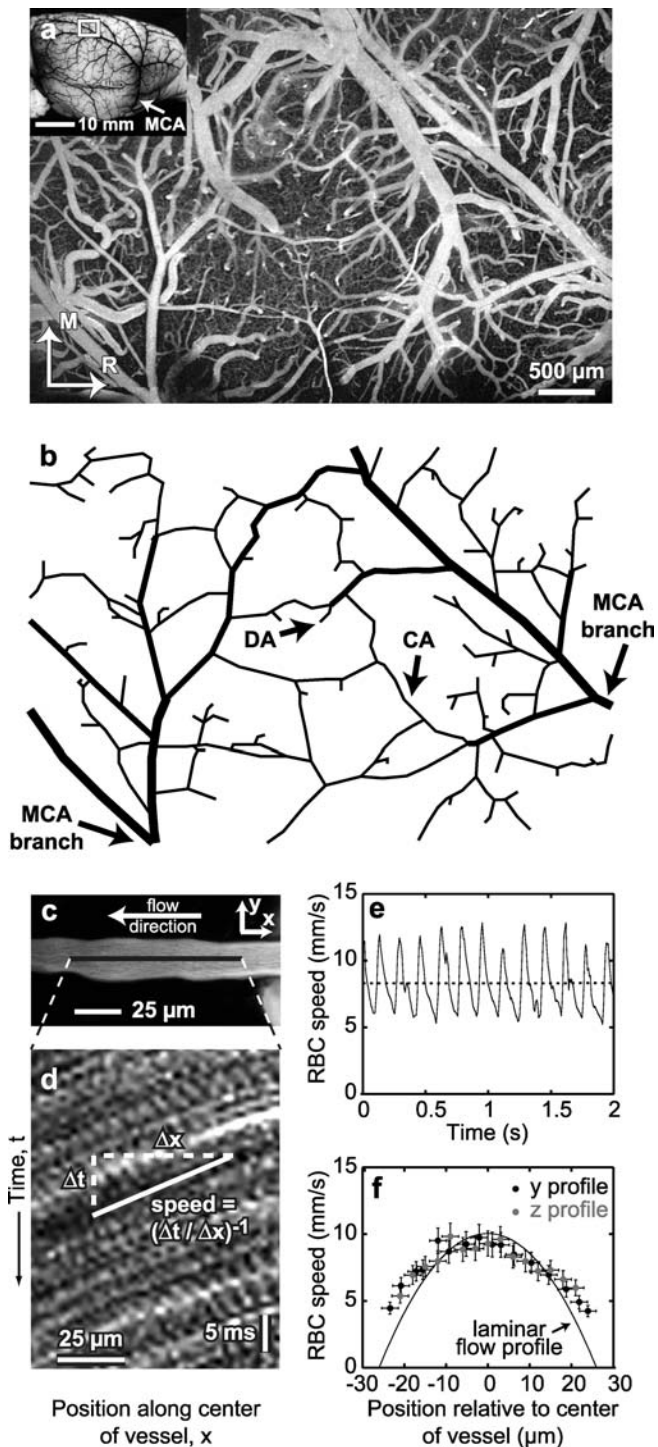 a
10 mm
MCA
M
R
500 µm
b
DA
CA
MCA
branch
MCA
branch
c
flow
direction
y
x
25 µm
d
Time, t
Δx
Δt
speed =
(Δt / Δx)⁻¹
25 µm
5 ms
Position along center
of vessel, x
e
RBC speed (mm/s)
15
10
5
0
0
0.5
1
1.5
2
Time (s)
f
y profile
z profile
RBC speed (mm/s)
15
10
5
0
laminar
flow profile
-30
-20
-10
0
10
20
30
Position relative to center
of vessel (µm)